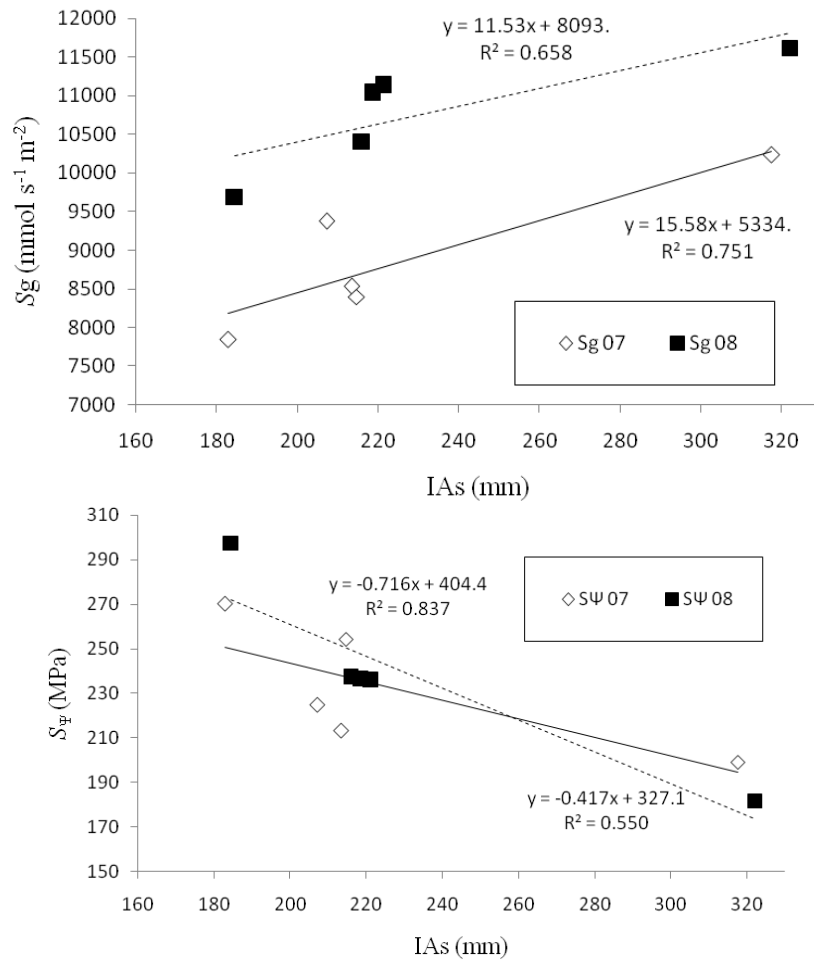 12000
11500
11000
10500
10000
9500
9000
8500
8000
7500
7000
Sg (mmol s⁻¹ m⁻²)
y = 11.53x + 8093.
R² = 0.658
y = 15.58x + 5334.
R² = 0.751
Sg 07 Sg 08
160 180 200 220 240 260 280 300 320
IAs (mm)
310
290
270
250
230
210
190
170
150
SΨ (MPa)
y = -0.716x + 404.4
R² = 0.837
SΨ 07 SΨ 08
y = -0.417x + 327.1
R² = 0.550
160 180 200 220 240 260 280 300 320
IAs (mm)